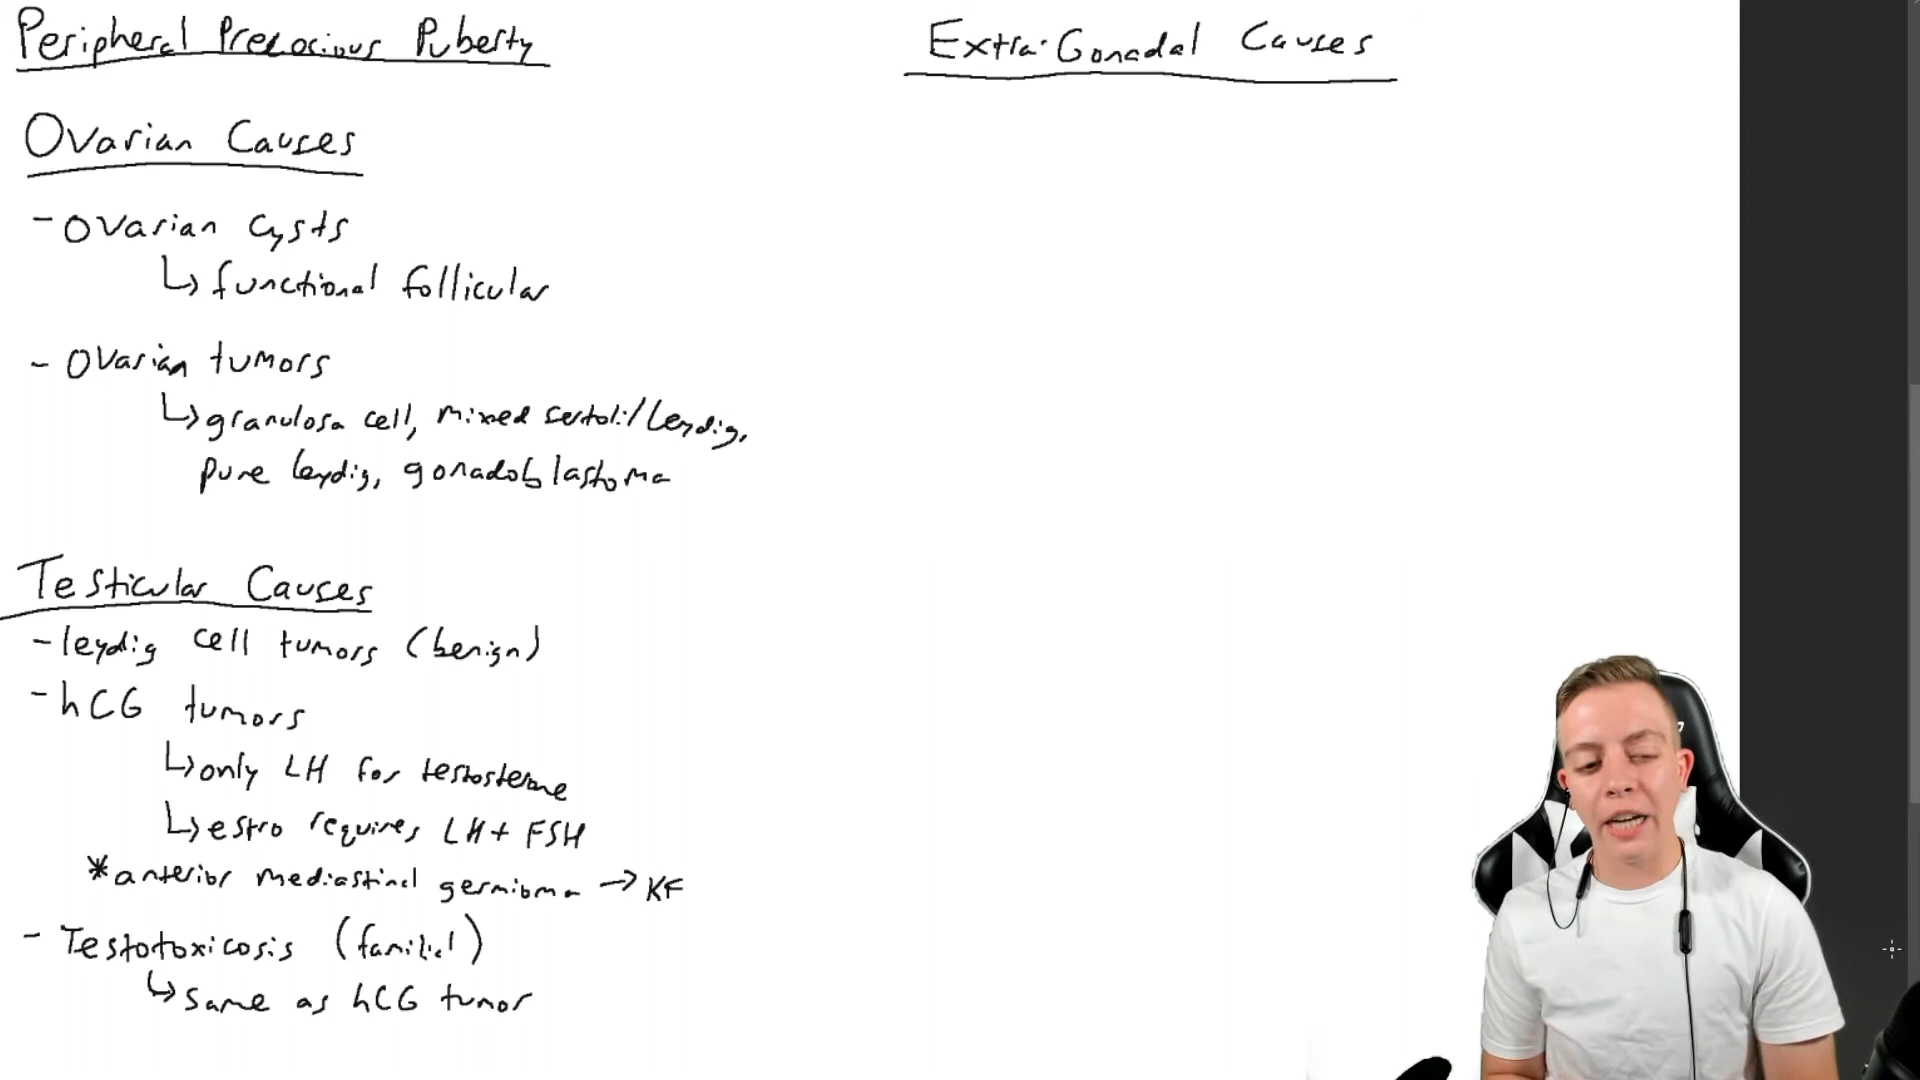 Peripheral Precocious Puberty
Ovarian Causes
- Ovarian Cysts
↳ functional follicular
- Ovarian tumors
↳ granulosa cell, mixed sertoli/leydig,
pure leydig, gonadoblastoma
Testicular Causes
- leydig cell tumors (benign)
- hCG tumors
↳ only LH for testosterone
↳ estro requires LH + FSH
* anterior mediastinal germioma → KF
- Testotoxicosis (familial)
↳ same as hCG tumor
Extra-Gonadal Causes